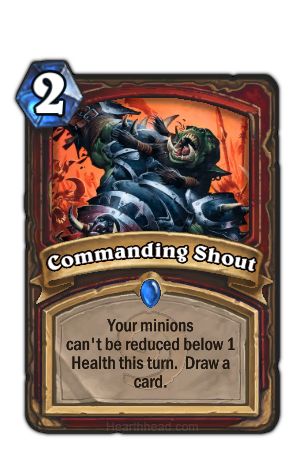 2
Commanding Shout
Your minions
can't be reduced below 1
Health this turn. Draw a
card.
Hearthhead.com